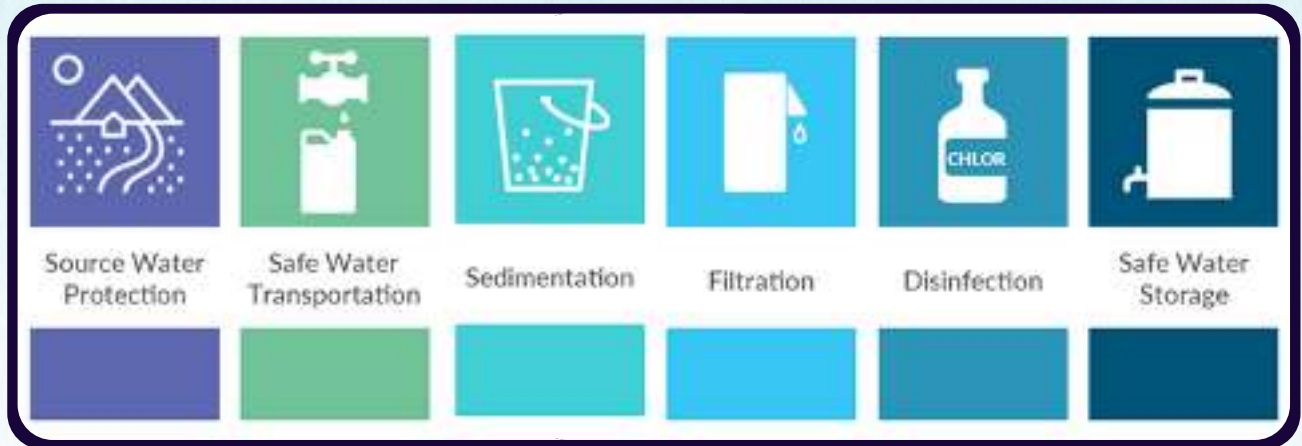 CHLOR
Source Water
Protection
Safe Water
Transportation
Sedimentation
Filtration
Disinfection
Safe Water
Storage